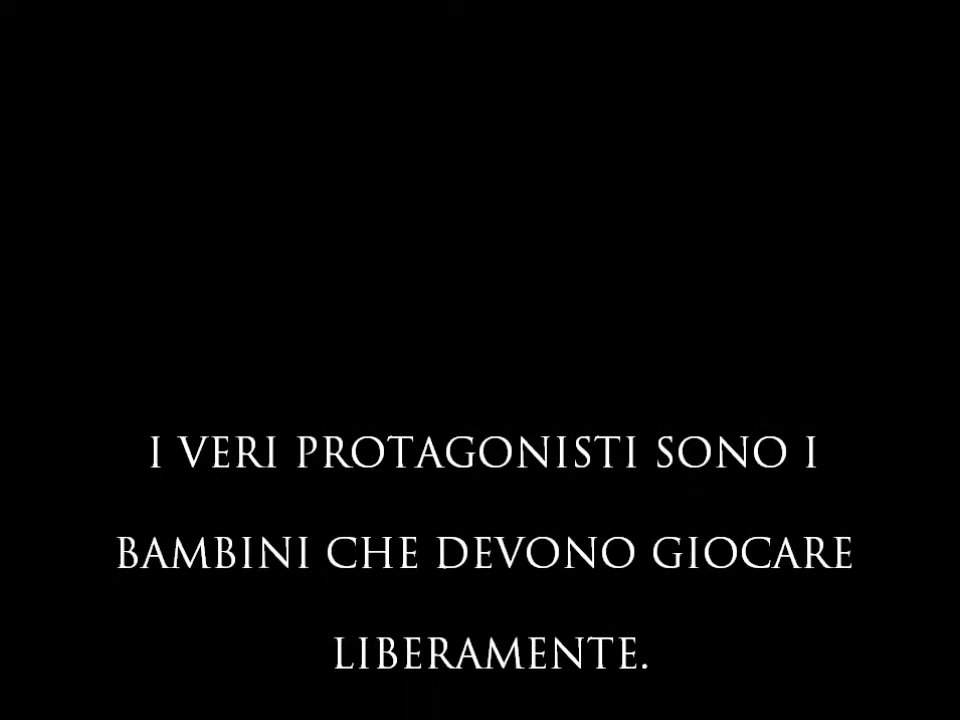 I VERI PROTAGONISTI SONO I
BAMBINI CHE DEVONO GIOCARE
LIBERAMENTE.